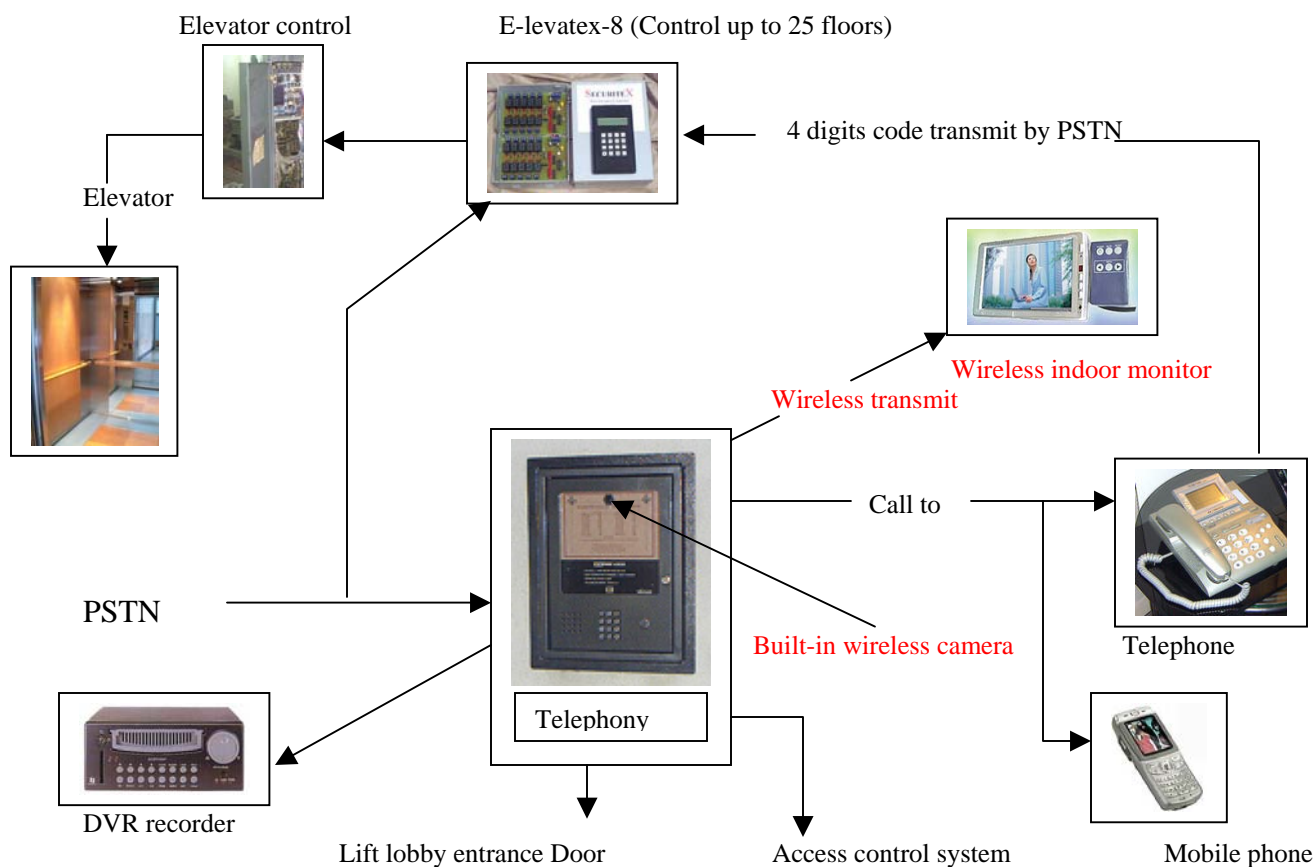 Elevator control
E-levatex-8 (Control up to 25 floors)
SECURITEX
4 digits code transmit by PSTN
Elevator
Wireless indoor monitor
Wireless transmit
Call to
PSTN
Built-in wireless camera
Telephone
Telephony
DVR recorder
Lift lobby entrance Door
Access control system
Mobile phone